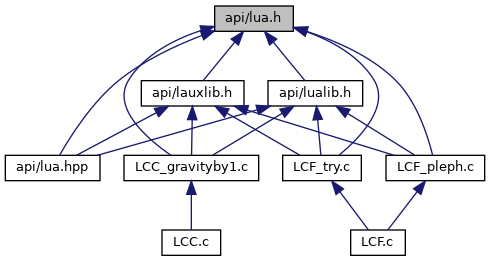 api/lua.h
api/lauxlib.h
api/lualib.h
api/lua.hpp
LCC_gravityby1.c
LCF_try.c
LCF_pleph.c
LCC.c
LCF.c